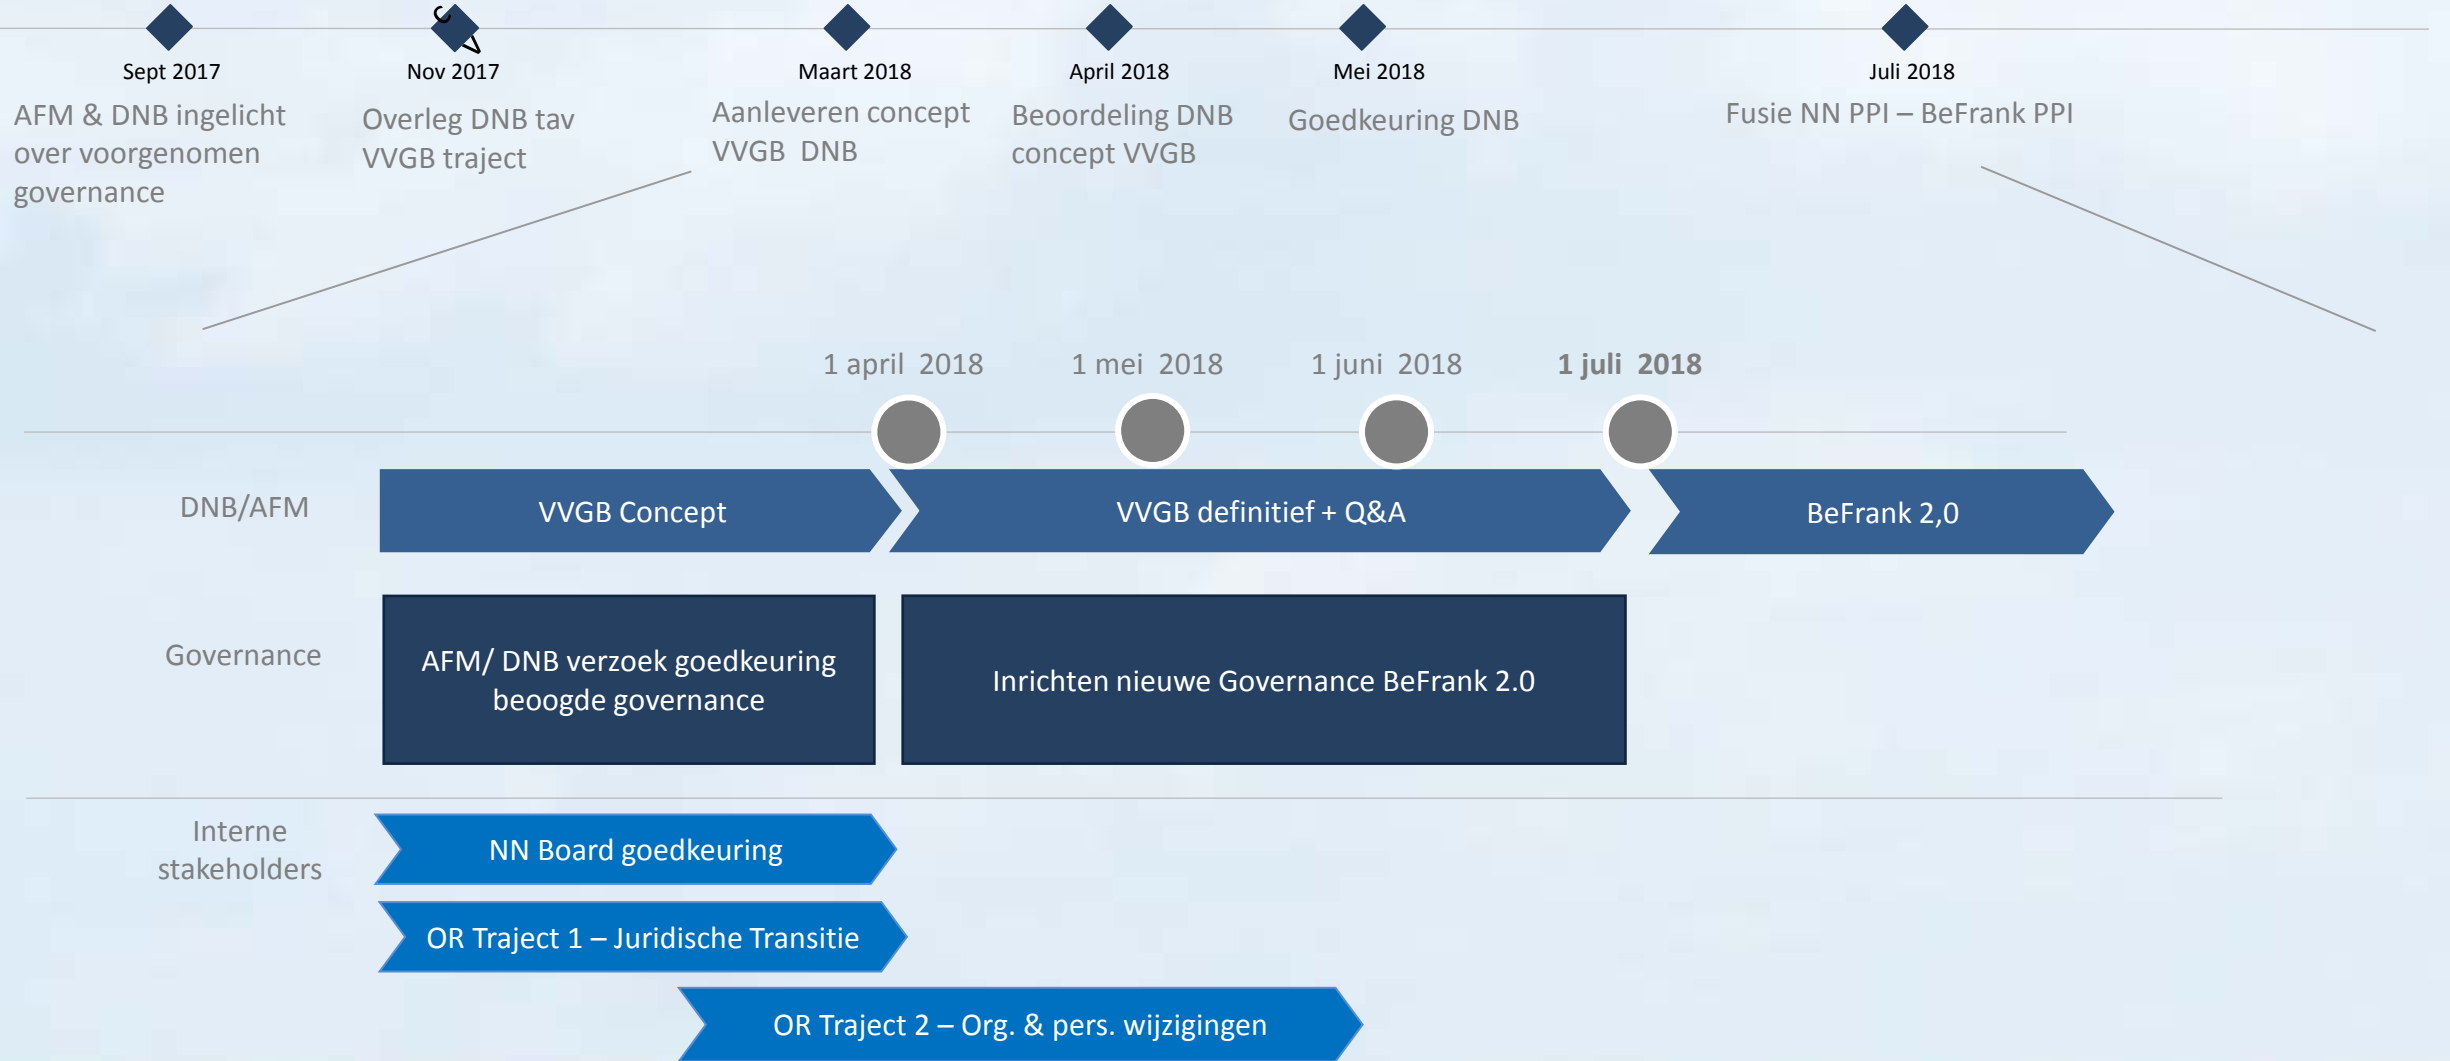 Sept 2017
Nov 2017
Maart 2018
April 2018
Mei 2018
Juli 2018
AFM & DNB ingelicht
over voorgenomen
governance
Overleg DNB tav
VVGB traject
Aanleveren concept
VVGB DNB
Beoordeling DNB
concept VVGB
Goedkeuring DNB
Fusie NN PPI – BeFrank PPI
1 april 2018
1 mei 2018
1 juni 2018
1 juli 2018
DNB/AFM
VVGB Concept
VVGB definitief + Q&A
BeFrank 2,0
Governance
AFM/ DNB verzoek goedkeuring
beoogde governance
Inrichten nieuwe Governance BeFrank 2.0
Interne
stakeholders
NN Board goedkeuring
OR Traject 1 – Juridische Transitie
OR Traject 2 – Org. & pers. wijzigingen